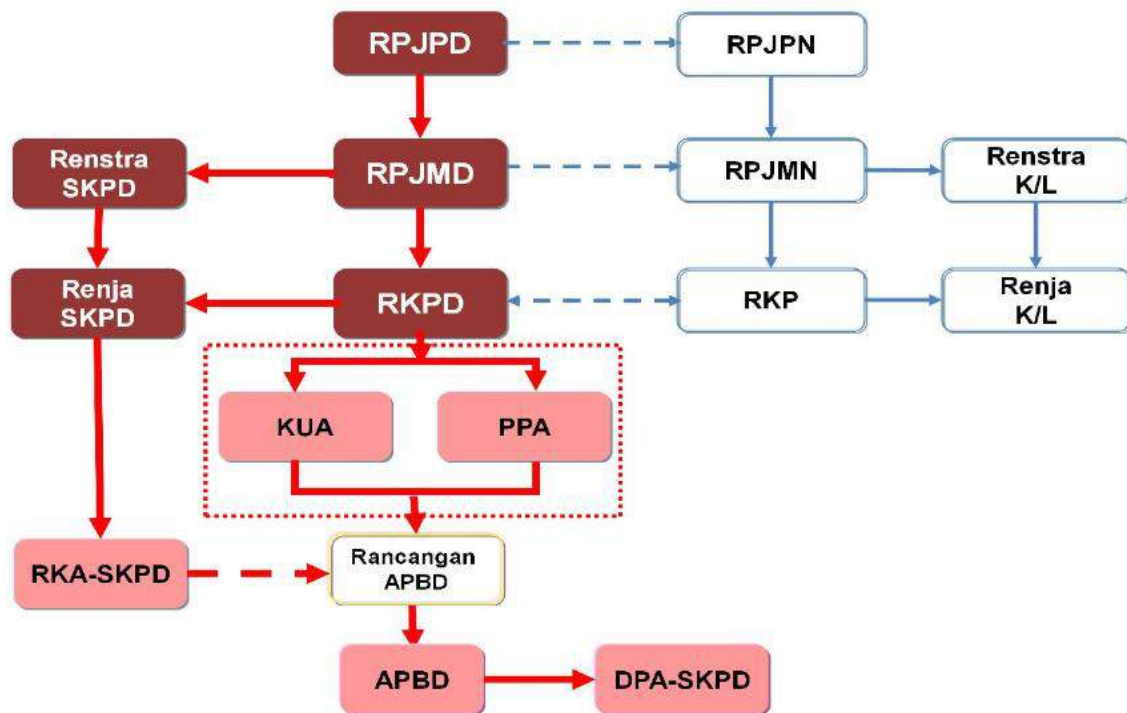 RPJPD
RPJPN
Renstra
SKPD
RPJMD
RPJMN
Renstra
K/L
Renja
SKPD
RKPD
RKP
Renja
K/L
KUA
PPA
RKA-SKPD
Rancangan
APBD
APBD
DPA-SKPD